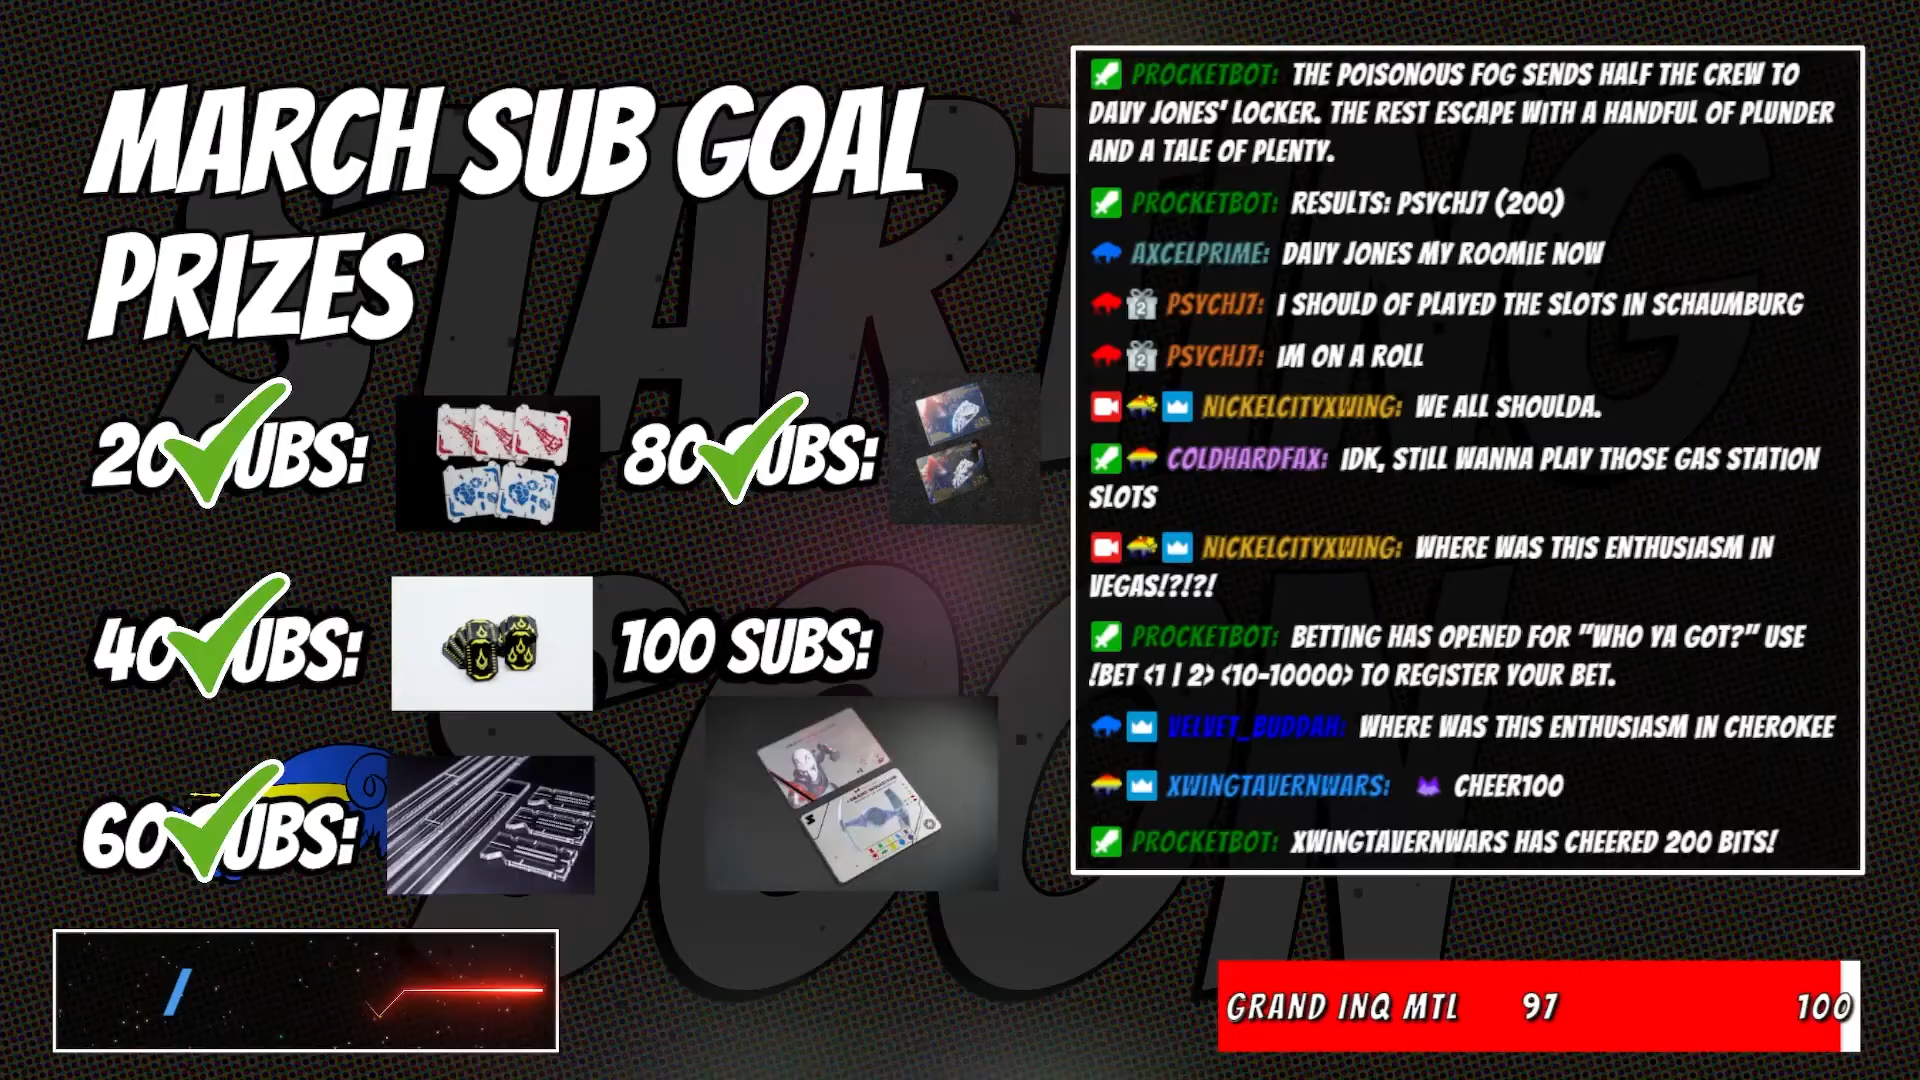 MARCH SUB GOAL
PRIZES
20 SUBS:
80 SUBS:
40 SUBS:
100 SUBS:
60 SUBS:
STARTING
SOON
PROCKETBOT: THE POISONOUS FOG SENDS HALF THE CREW TO
DAVY JONES' LOCKER. THE REST ESCAPE WITH A HANDFUL OF PLUNDER
AND A TALE OF PLENTY.
PROCKETBOT: RESULTS: PSYCHJ7 (200)
AXCELPRIME: DAVY JONES MY ROOMIE NOW
2 PSYCHJ7: I SHOULD OF PLAYED THE SLOTS IN SCHAUMBURG
2 PSYCHJ7: IM ON A ROLL
NICKELCITYXWING: WE ALL SHOULDA.
COLDHARDFAX: IDK, STILL WANNA PLAY THOSE GAS STATION
SLOTS
NICKELCITYXWING: WHERE WAS THIS ENTHUSIASM IN
VEGAS!?!?!
PROCKETBOT: BETTING HAS OPENED FOR "WHO YA GOT?" USE
!BET <1 | 2> <10-10000> TO REGISTER YOUR BET.
VELVET_BUDDAH: WHERE WAS THIS ENTHUSIASM IN CHEROKEE
XWINGTAVERNWARS: CHEER100
PROCKETBOT: XWINGTAVERNWARS HAS CHEERED 200 BITS!
/
GRAND INQ MTL 97 100